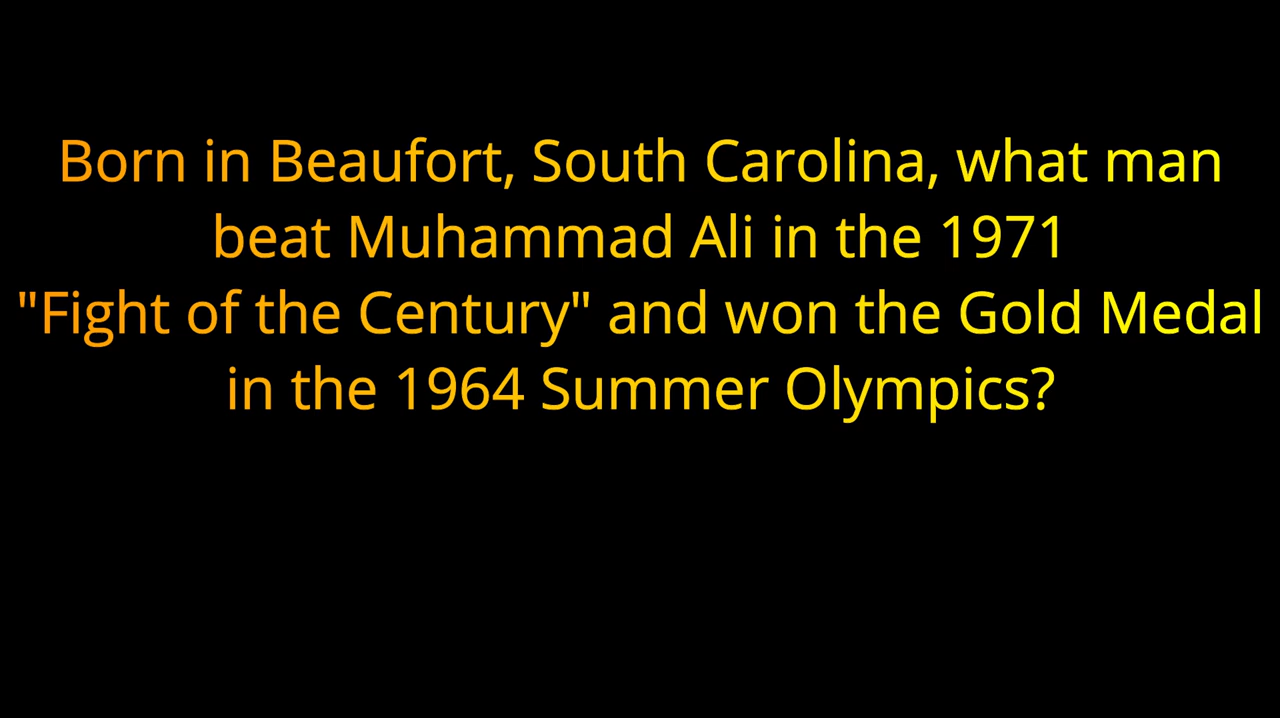 Born in Beaufort, South Carolina, what man
beat Muhammad Ali in the 1971
"Fight of the Century" and won the Gold Medal
in the 1964 Summer Olympics?